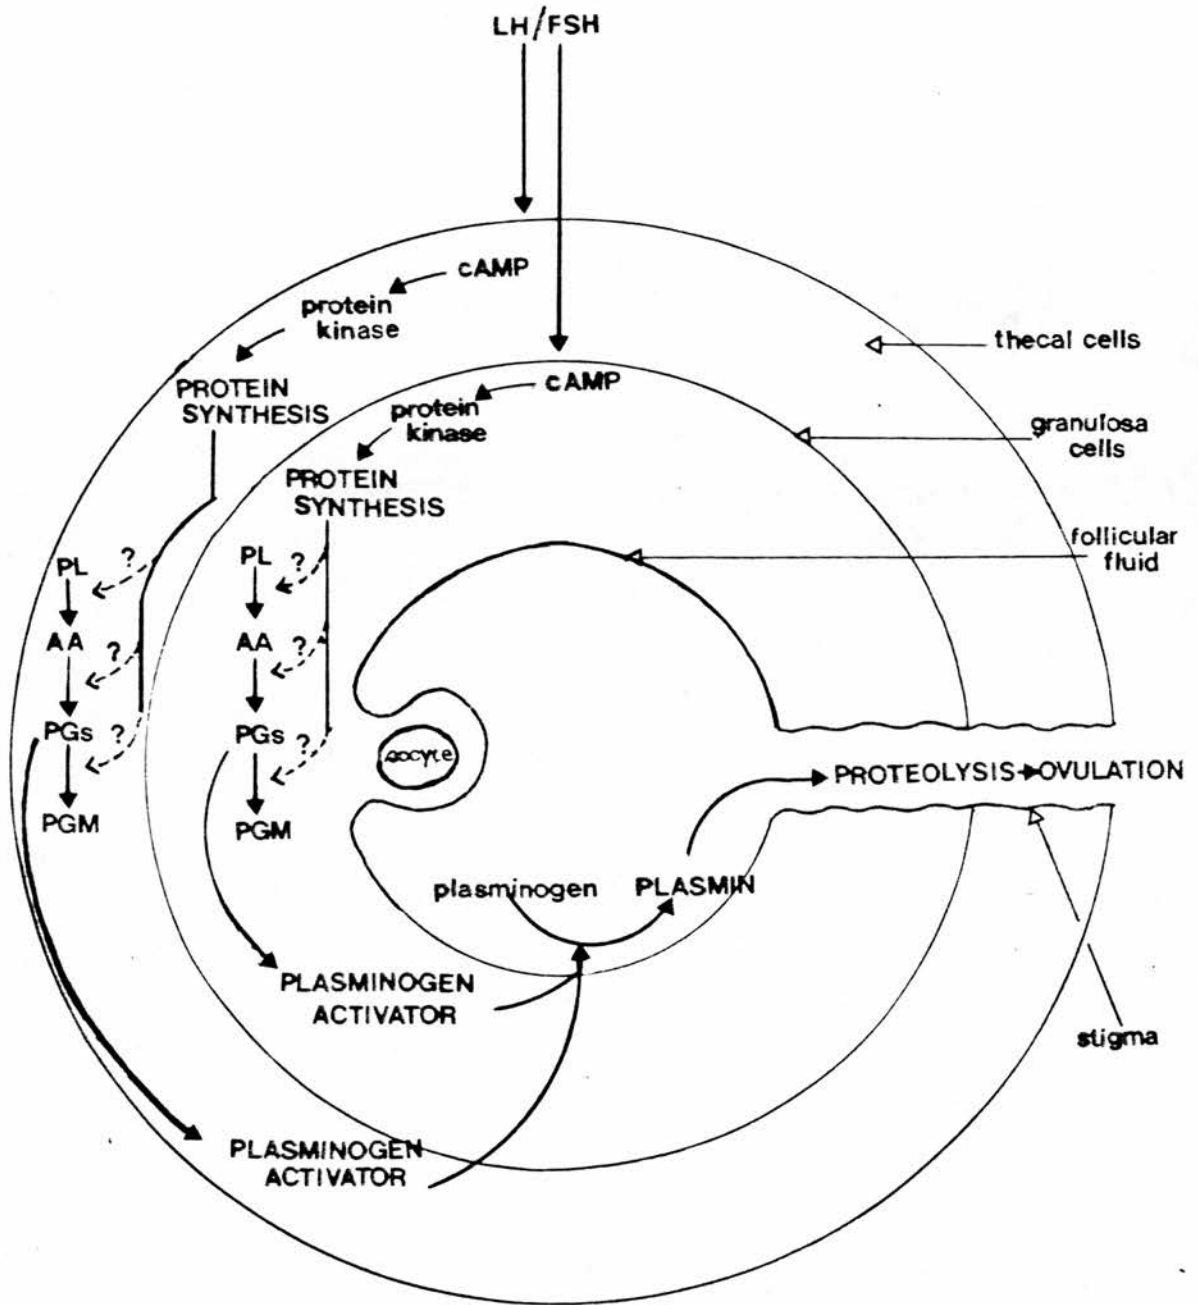 LH/FSH
cAMP
protein
kinase
PROTEIN
SYNTHESIS
cAMP
protein
kinase
PROTEIN
SYNTHESIS
thecal cells
granulosa
cells
follicular
fluid
PL
?
AA
?
PGs
?
PGM
PL
?
AA
?
PGs
?
PGM
oocyte
PROTEOLYSIS
OVULATION
plasminogen
PLASMIN
PLASMINOGEN
ACTIVATOR
stigma
PLASMINOGEN
ACTIVATOR